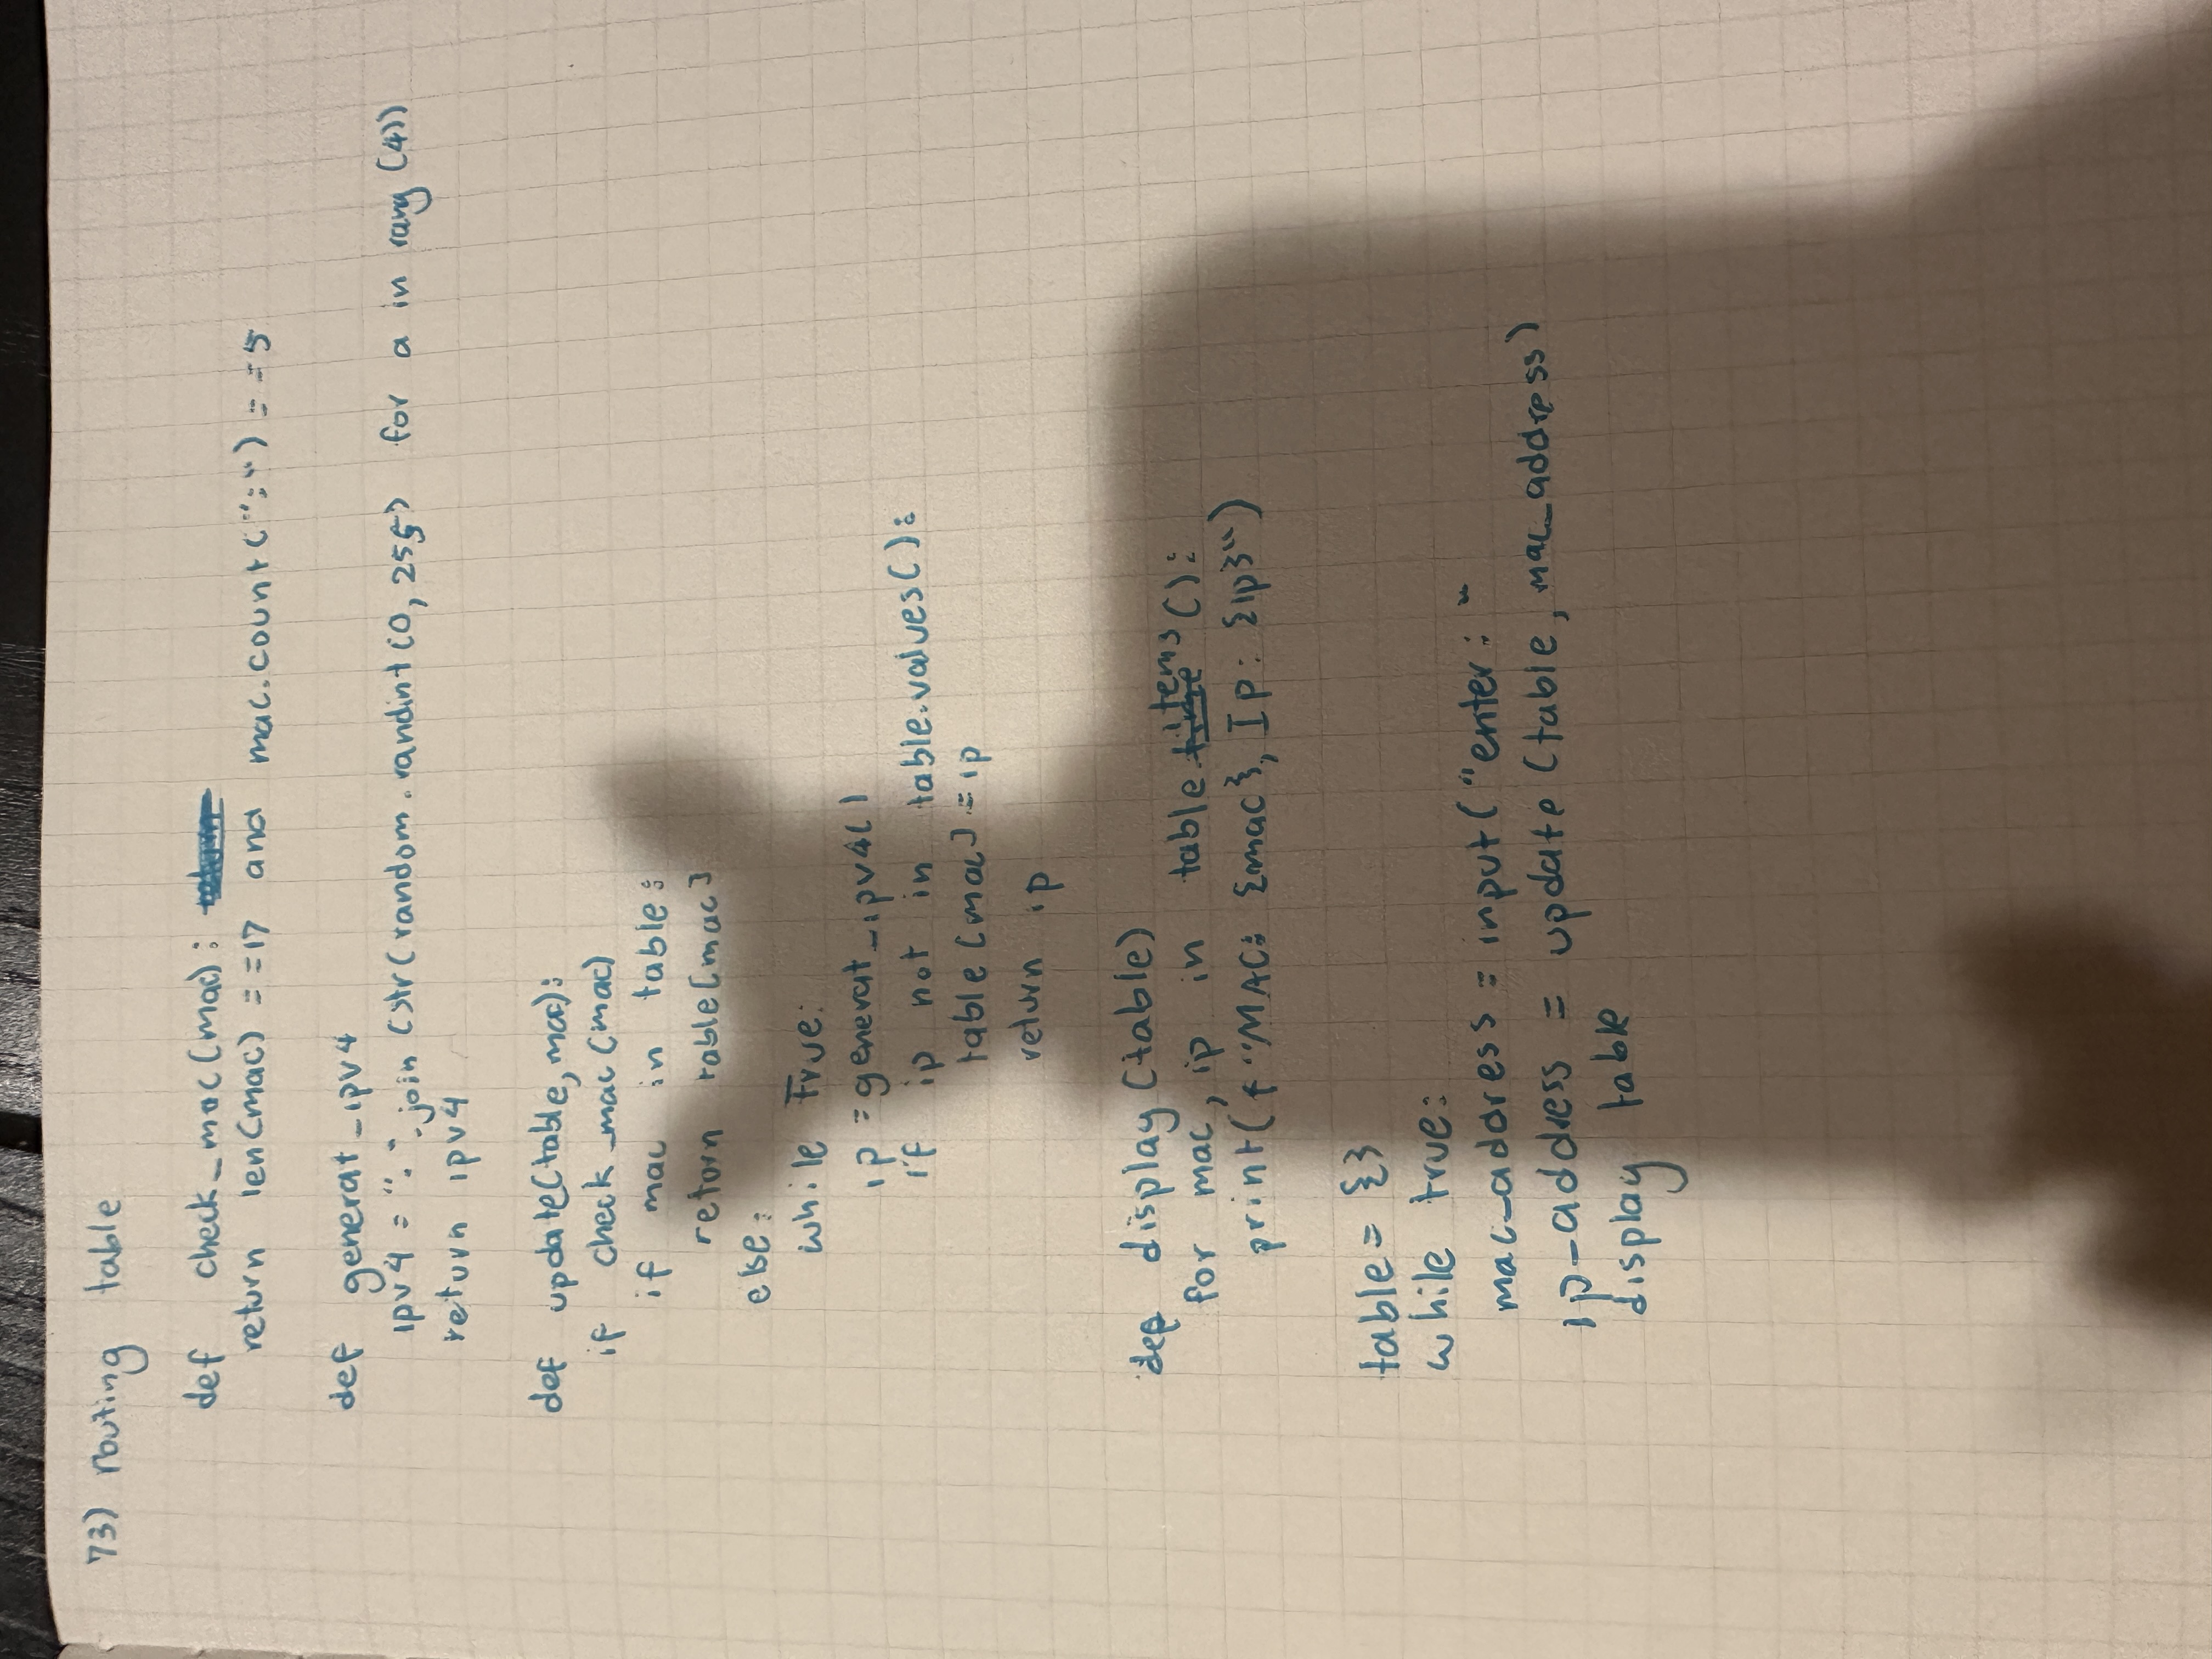 73) routing table
def check_mac(mac):
return len(mac) ==17 and mac.count(":") ==5
def generat_ipv4
ipv4 = ".".join (str(random.randint(0, 255) for a in rang (4))
return ipv4
def update(table, mac):
if check_mac(mac)
if mac in table:
return table[mac]
else:
while True:
ip = generat_ipv4()
if ip not in table.values():
table[mac] = ip
return ip
def display(table)
for mac, ip in table.items():
print(f"MAC: {mac}, Ip: {ip}")
table = {}
while true:
mac_address = input("enter: "
ip_address = update(table, mac_address)
display table